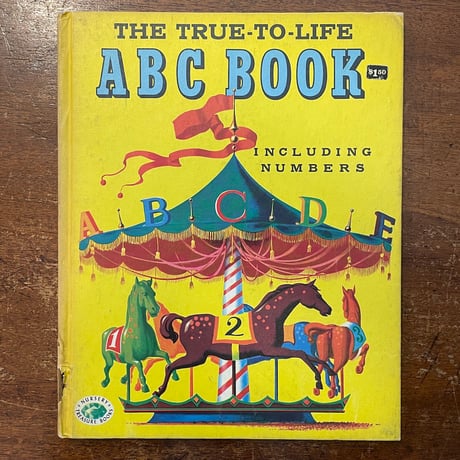 THE TRUE-TO-LIFE
ABC BOOK
$1.50
INCLUDING
NUMBERS
A B C D E
1 2
NURSERY
TREASURE BOOKS